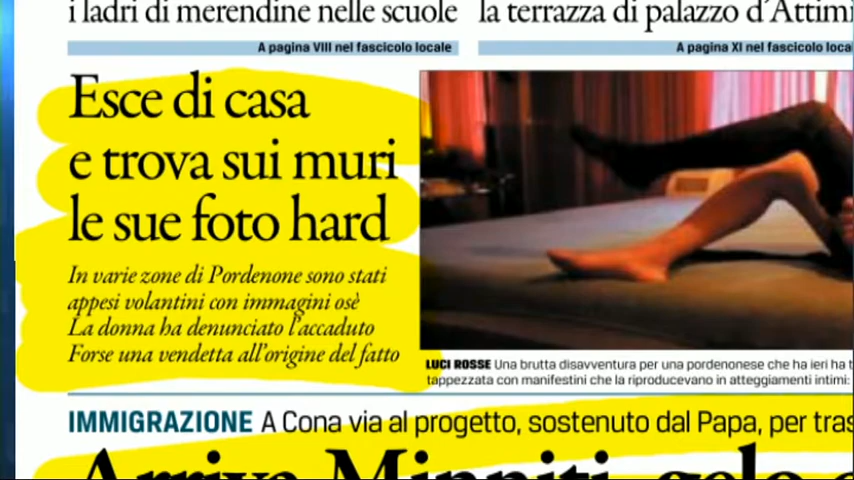 i ladri di merendine nelle scuole
la terrazza di palazzo d'Attimi
A pagina VIII nel fascicolo locale
A pagina XI nel fascicolo local
Esce di casa
e trova sui muri
le sue foto hard
In varie zone di Pordenone sono stati
appesi volantini con immagini osè
La donna ha denunciato l'accaduto
Forse una vendetta all'origine del fatto
LUCI ROSSE Una brutta disavventura per una pordenonese che ha ieri ha t
tappezzata con manifestini che la riproducevano in atteggiamenti intimi:
IMMIGRAZIONE A Cona via al progetto, sostenuto dal Papa, per tras
Arriva Minniti, gelo